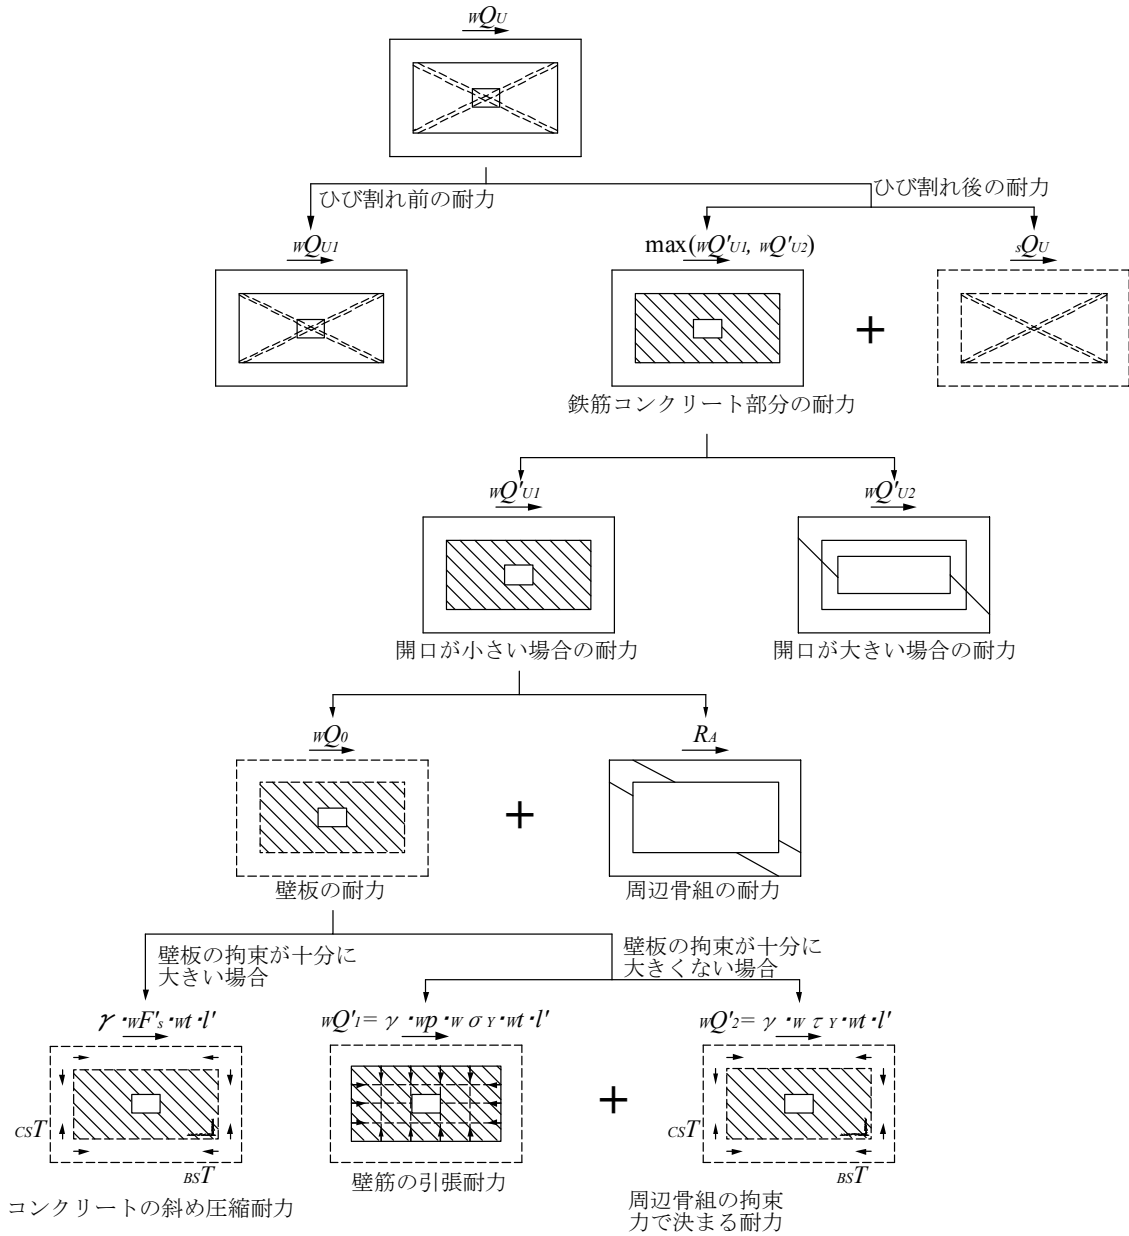 wQU
ひび割れ前の耐力
ひび割れ後の耐力
wQU1
max(wQ'U1, wQ'U2)
sQU
+
鉄筋コンクリート部分の耐力
wQ'U1
wQ'U2
開口が小さい場合の耐力
開口が大きい場合の耐力
wQ0
RA
+
壁板の耐力
周辺骨組の耐力
壁板の拘束が十分に
大きい場合
壁板の拘束が十分に
大きくない場合
γ・wF's・wt・l'
wQ'1= γ・wp・wσY・wt・l'
wQ'2= γ・wτY・wt・l'
+
CST
BST
CST
BST
コンクリートの斜め圧縮耐力
壁筋の引張耐力
周辺骨組の拘束
力で決まる耐力